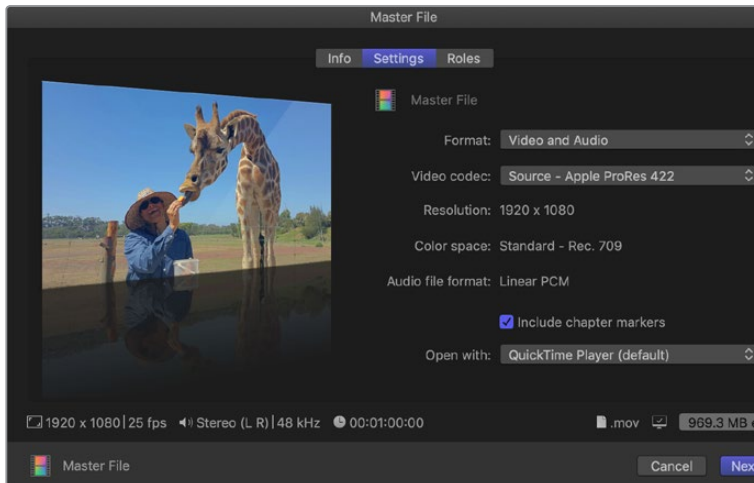 Master File
Info Settings Roles
Master File
Format: Video and Audio
Video codec: Source - Apple ProRes 422
Resolution: 1920 x 1080
Color space: Standard - Rec. 709
Audio file format: Linear PCM
Include chapter markers
Open with: QuickTime Player (default)
1920 x 1080 | 25 fps Stereo (L R) | 48 kHz 00:01:00:00 .mov 969.3 MB
Master File Cancel